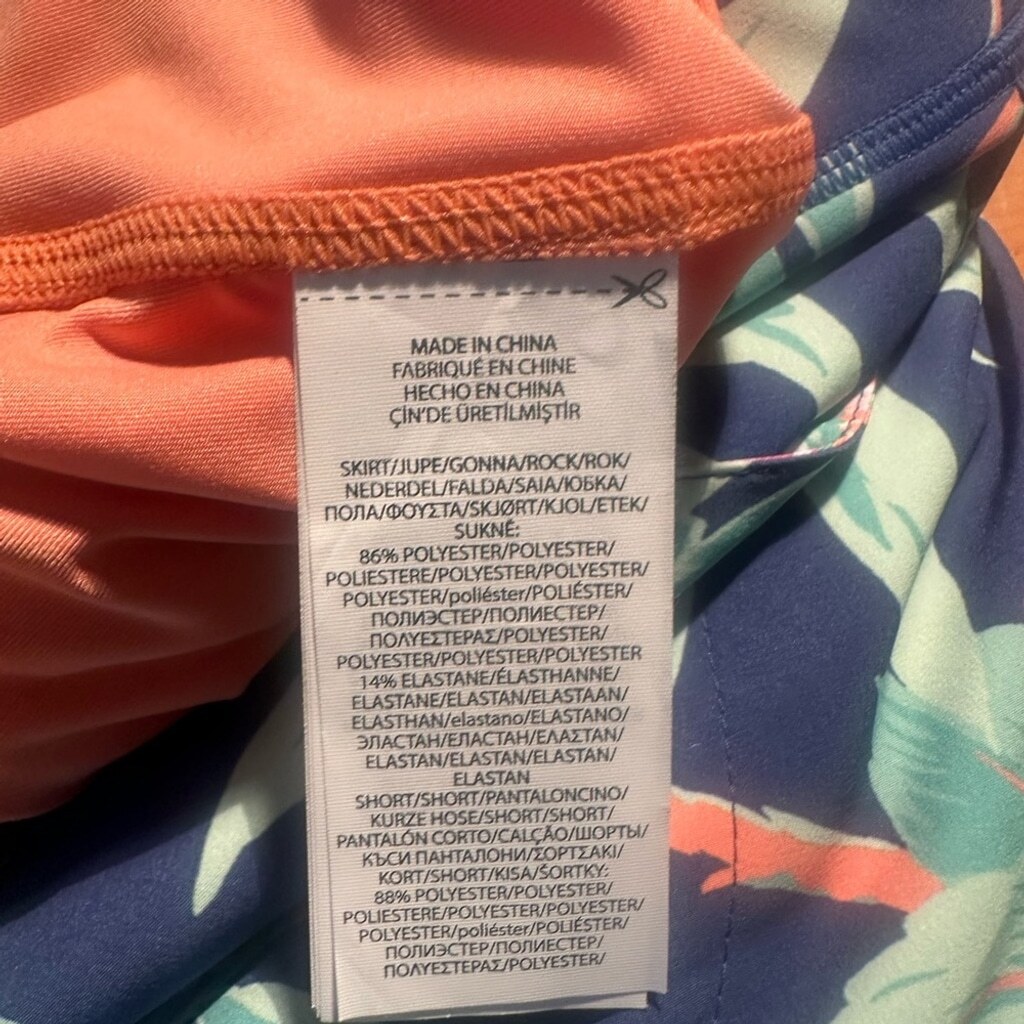 MADE IN CHINA
FABRIQUÉ EN CHINE
HECHO EN CHINA
ÇİN'DE ÜRETİLMİŞTİR
SKIRT/JUPE/GONNA/ROCK/ROK/
NEDERDEL/FALDA/SAIA/ЮБКА/
ПОЛА/ΦΟΥΣΤΑ/SKJØRT/KJOL/ETEK/
SUKNĚ:
86% POLYESTER/POLYESTER/
POLIESTERE/POLYESTER/POLYESTER/
POLYESTER/poliéster/POLIÉSTER/
ПОЛИЭСТЕР/ПОЛИЕСТЕР/
ΠΟΛΥΕΣΤΕΡΑΣ/POLYESTER/
POLYESTER/POLYESTER/POLYESTER
14% ELASTANE/ÉLASTHANNE/
ELASTANE/ELASTAN/ELASTAAN/
ELASTHAN/elastano/ELASTANO/
ЭЛАСТАН/ЕЛАСТАН/ΕΛΑΣΤΑΝ/
ELASTAN/ELASTAN/ELASTAN/
ELASTAN
SHORT/SHORT/PANTALONCINO/
KURZE HOSE/SHORT/SHORT/
PANTALÓN CORTO/CALÇÃO/ШОРТЫ/
КЪСИ ПАНТАЛОНИ/ΣΟΡΤΣΑΚΙ/
KORT/SHORT/KISA/ŠORTKY:
88% POLYESTER/POLYESTER/
POLIESTERE/POLYESTER/POLYESTER/
POLYESTER/poliéster/POLIÉSTER/
ПОЛИЭСТЕР/ПОЛИЕСТЕР/
ΠΟΛΥΕΣΤΕΡΑΣ/POLYESTER/